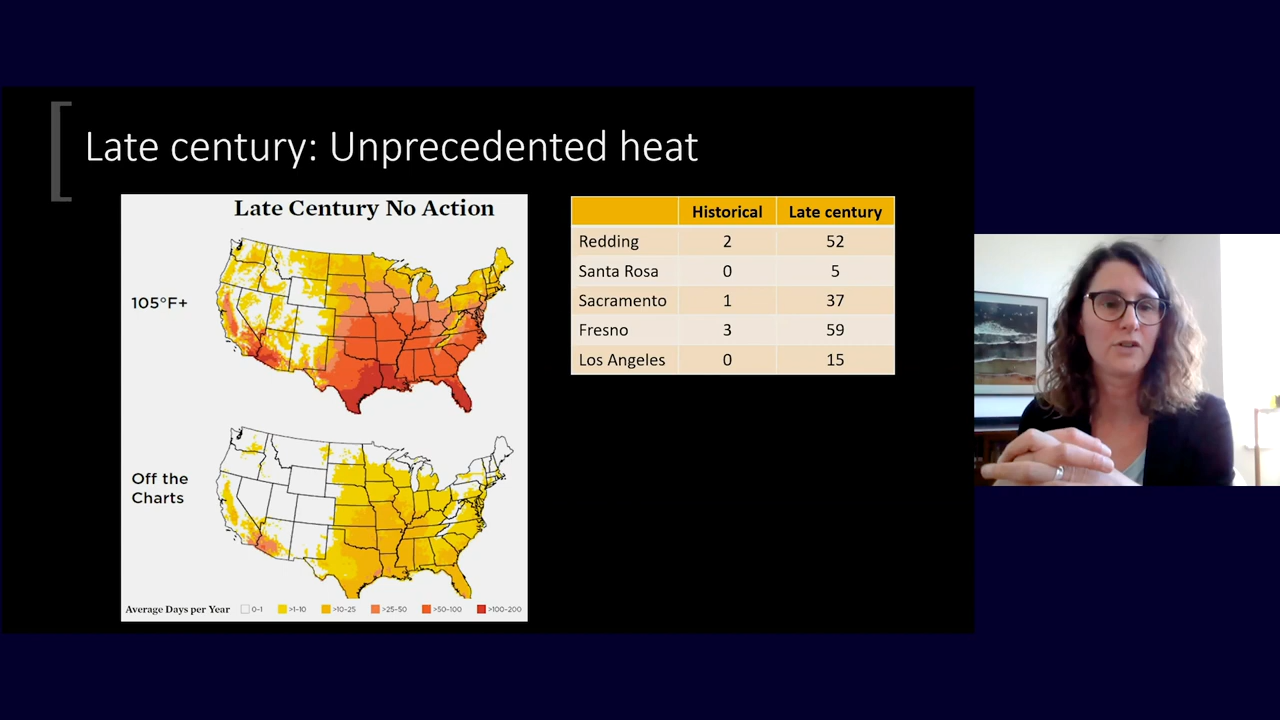 Late century: Unprecedented heat
Late Century No Action
105°F+
Off the
Charts
Average Days per Year 0-1 >1-10 >10-25 >25-50 >50-100 >100-200
Historical Late century
Redding 2 52
Santa Rosa 0 5
Sacramento 1 37
Fresno 3 59
Los Angeles 0 15